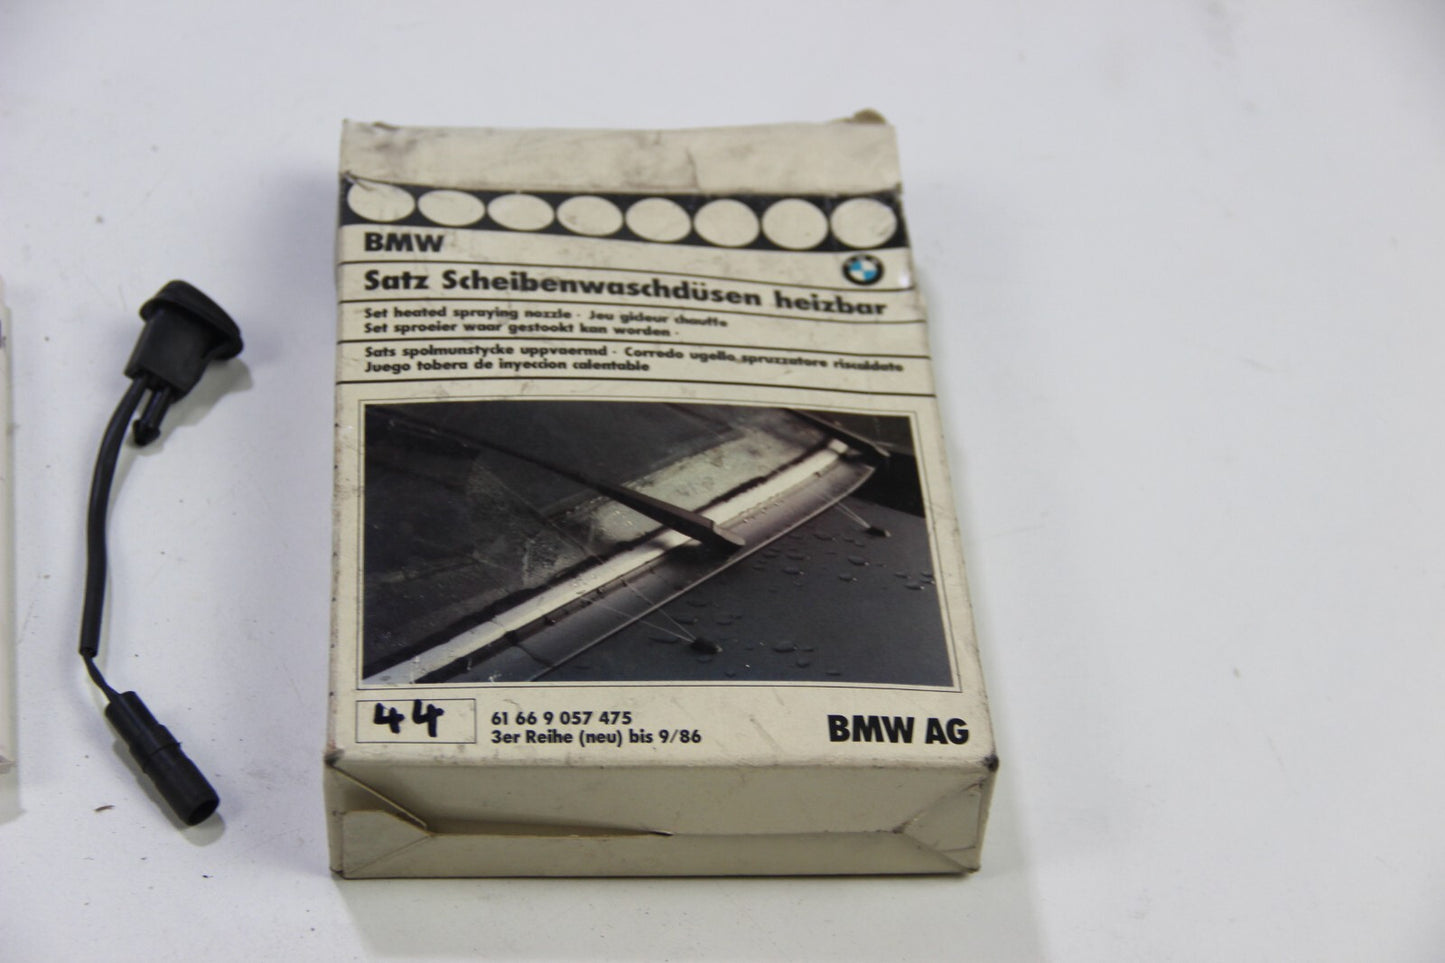 BMW
Satz Scheibenwaschdüsen heizbar
Set heated spraying nozzle · Jeu gicleur chauffe
Set sproeier waar gestookt kan worden ·
Sats spolmunstycke uppvaermd · Corredo ugello spruzzatore riscaldato
Juego tobera de inyeccion calentable
44
61 66 9 057 475
3er Reihe (neu) bis 9/86
BMW AG